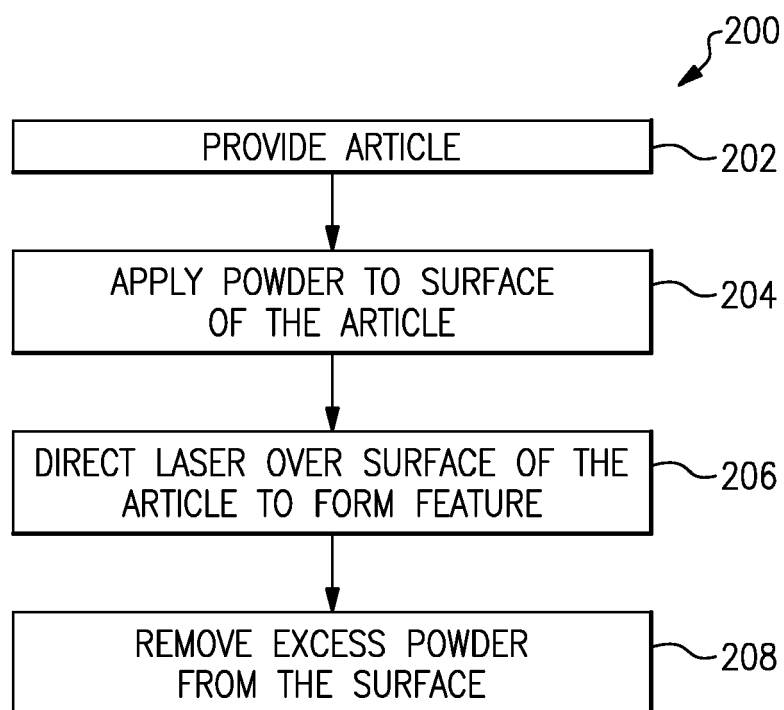 200
PROVIDE ARTICLE
202
APPLY POWDER TO SURFACE
OF THE ARTICLE
204
DIRECT LASER OVER SURFACE OF THE
ARTICLE TO FORM FEATURE
206
REMOVE EXCESS POWDER
FROM THE SURFACE
208